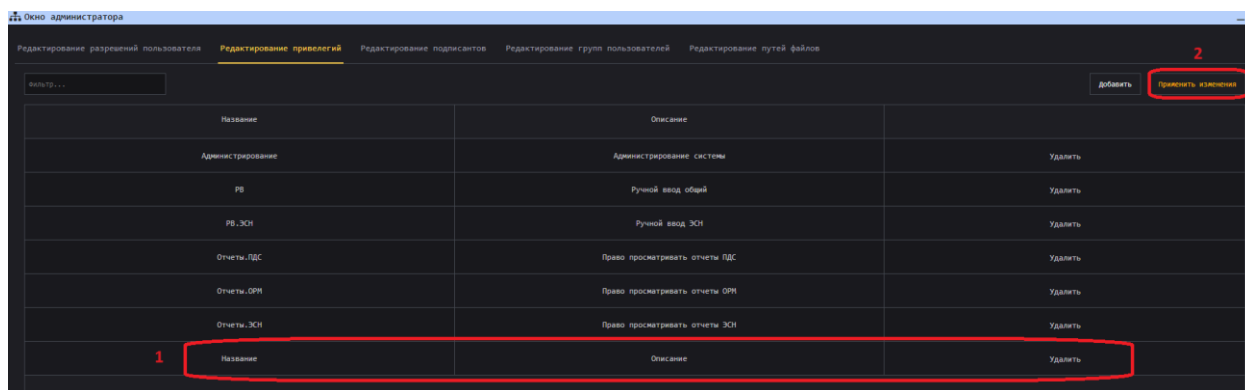 Окно администратора
Редактирование разрешений пользователя Редактирование привелегий Редактирование подписантов Редактирование групп пользователей Редактирование путей файлов
2
Фильтр... Добавить Применить изменения
Название Описание
Администрирование Администрирование системы Удалить
РВ Ручной ввод общий Удалить
РВ.ЭСН Ручной ввод ЭСН Удалить
Отчеты.ПДС Право просматривать отчеты ПДС Удалить
Отчеты.ОРМ Право просматривать отчеты ОРМ Удалить
Отчеты.ЭСН Право просматривать отчеты ЭСН Удалить
1 Название Описание Удалить